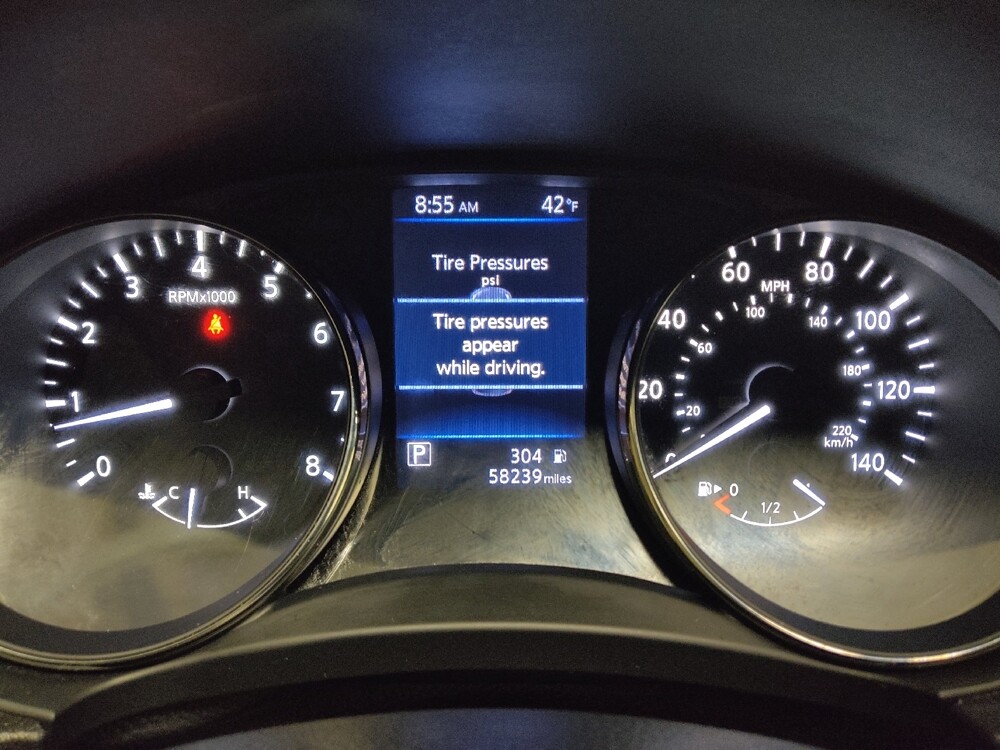 8:55 AM 42°F
Tire Pressures
psi
Tire pressures
appear
while driving.
P 304
58239 miles
0 1 2 3 4 5 6 7 8
RPMx1000
C H
0 20 40 60 80 100 120 140
MPH
20 60 100 140 180 220
km/h
0 1/2